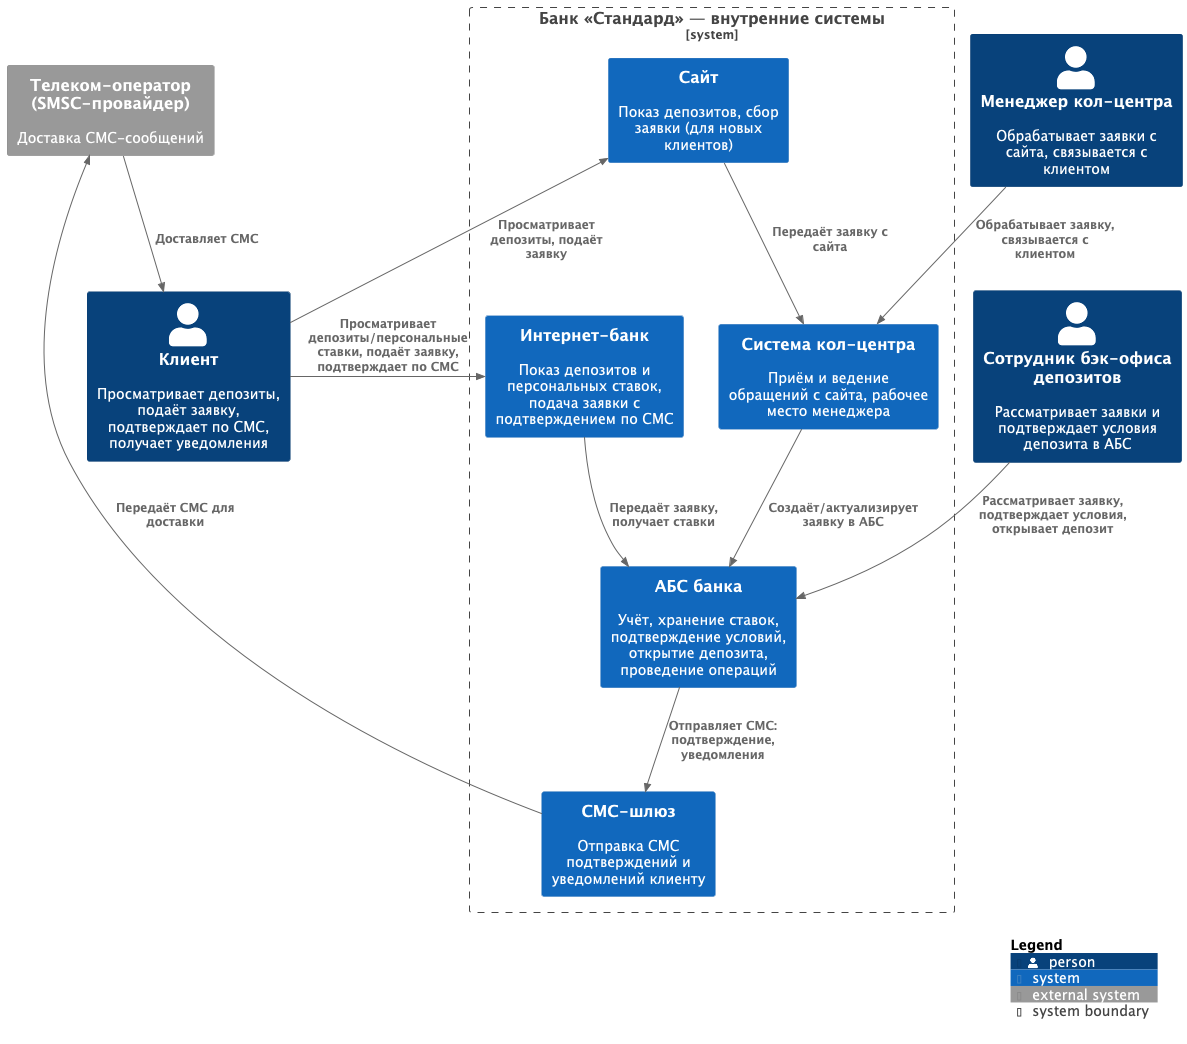 Банк «Стандард» — внутренние системы
[system]
Телеком-оператор
(SMSC-провайдер)
Доставка СМС-сообщений
Сайт
Показ депозитов, сбор
заявки (для новых
клиентов)
Менеджер кол-центра
Обрабатывает заявки с
сайта, связывается с
клиентом
Доставляет СМС
Просматривает
депозиты, подаёт
заявку
Передаёт заявку с
сайта
Обрабатывает заявку,
связывается с
клиентом
Клиент
Просматривает депозиты,
подаёт заявку,
подтверждает по СМС,
получает уведомления
Просматривает
депозиты/персональные
ставки, подаёт заявку,
подтверждает по СМС
Интернет-банк
Показ депозитов и
персональных ставок,
подача заявки с
подтверждением по СМС
Система кол-центра
Приём и ведение
обращений с сайта, рабочее
место менеджера
Сотрудник бэк-офиса
депозитов
Рассматривает заявки и
подтверждает условия
депозита в АБС
Передаёт СМС для
доставки
Передаёт заявку,
получает ставки
Создаёт/актуализирует
заявку в АБС
Рассматривает заявку,
подтверждает условия,
открывает депозит
АБС банка
Учёт, хранение ставок,
подтверждение условий,
открытие депозита,
проведение операций
Отправляет СМС:
подтверждение,
уведомления
СМС-шлюз
Отправка СМС
подтверждений и
уведомлений клиенту
Legend
person
system
external system
system boundary